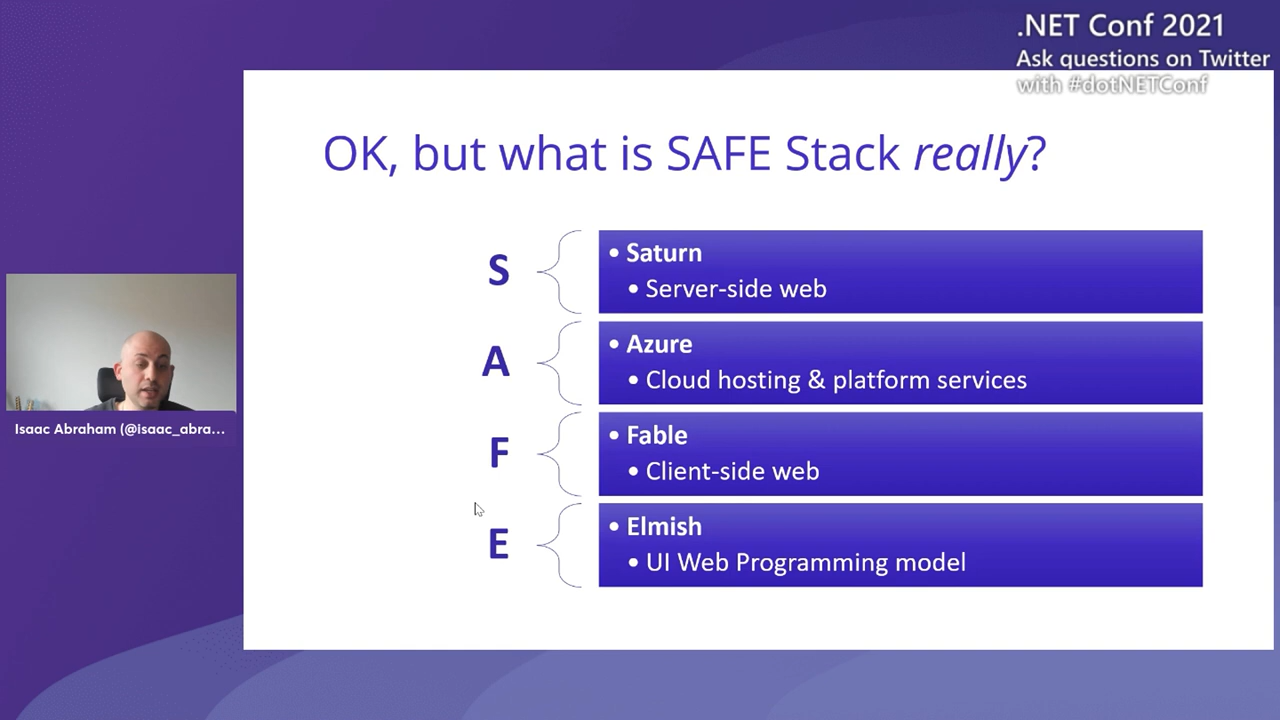 .NET Conf 2021
Ask questions on Twitter
with #dotNETConf
OK, but what is SAFE Stack really?
S
• Saturn
• Server-side web
A
• Azure
• Cloud hosting & platform services
F
• Fable
• Client-side web
E
• Elmish
• UI Web Programming model
Isaac Abraham (@isaac_abra...